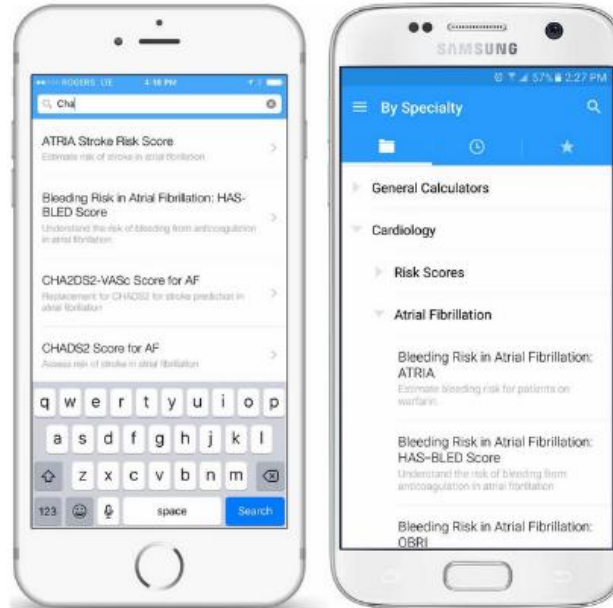 ROGERS LTE 4:16 PM
Cha
ATRIA Stroke Risk Score
Estimate risk of stroke in atrial fibrillation
Bleeding Risk in Atrial Fibrillation: HAS-
BLED Score
Understand the risk of bleeding from anticoagulation
in atrial fibrillation
CHA2DS2-VASc Score for AF
Replacement for CHADS2 for stroke prediction in
atrial fibrillation
CHADS2 Score for AF
Assess risk of stroke in atrial fibrillation
q w e r t y u i o p
a s d f g h j k l
z x c v b n m
123 space Search
SAMSUNG
57% 2:27 PM
By Specialty
General Calculators
Cardiology
Risk Scores
Atrial Fibrillation
Bleeding Risk in Atrial Fibrillation:
ATRIA
Estimate bleeding risk for patients on
warfarin.
Bleeding Risk in Atrial Fibrillation:
HAS-BLED Score
Understand the risk of bleeding from
anticoagulation in atrial fibrillation
Bleeding Risk in Atrial Fibrillation:
OBRI